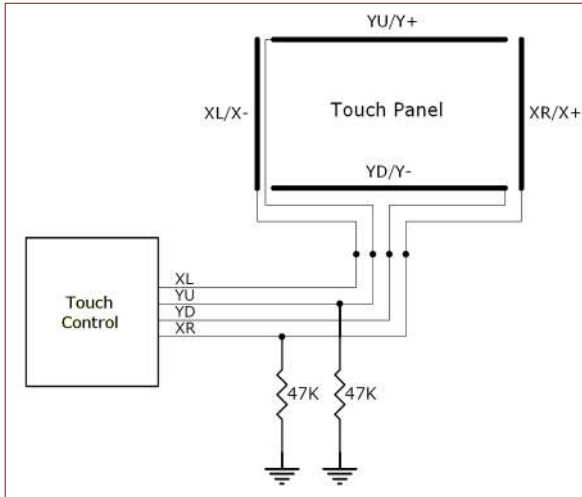 YU/Y+
XL/X-
Touch Panel
XR/X+
YD/Y-
XL
YU
YD
XR
Touch
Control
47K
47K